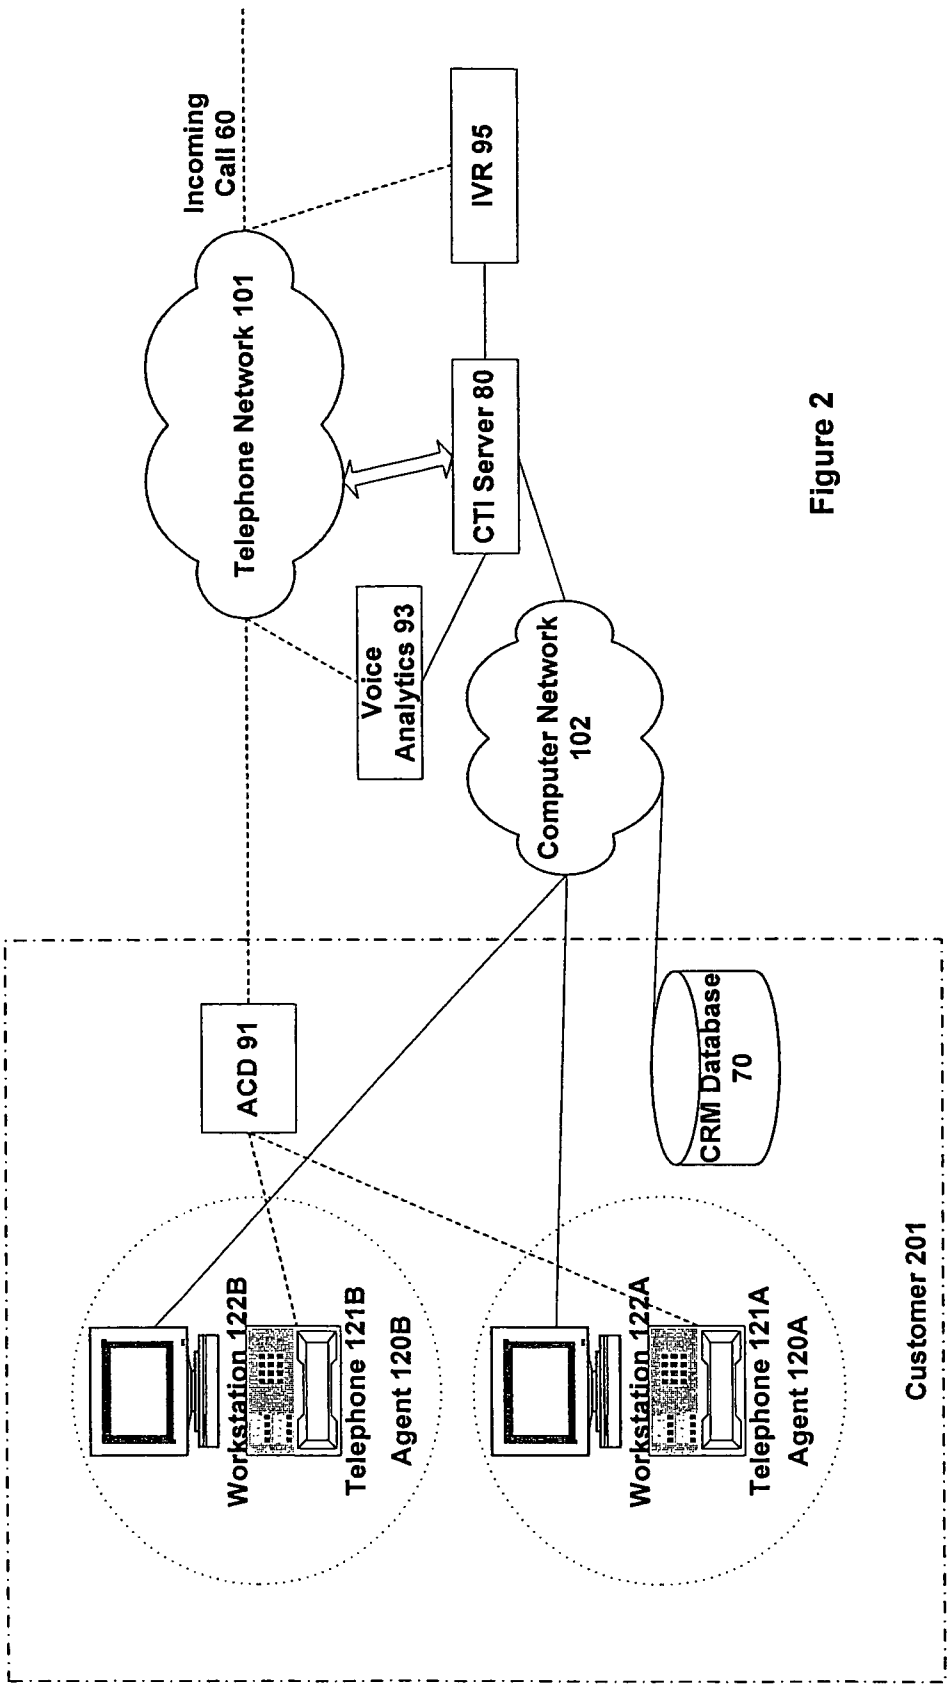 Incoming
Call 60
Telephone Network 101
IVR 95
CTI Server 80
Voice
Analytics 93
Computer Network
102
ACD 91
CRM Database
70
Workstation 122B
Telephone 121B
Agent 120B
Workstation 122A
Telephone 121A
Agent 120A
Customer 201
Figure 2